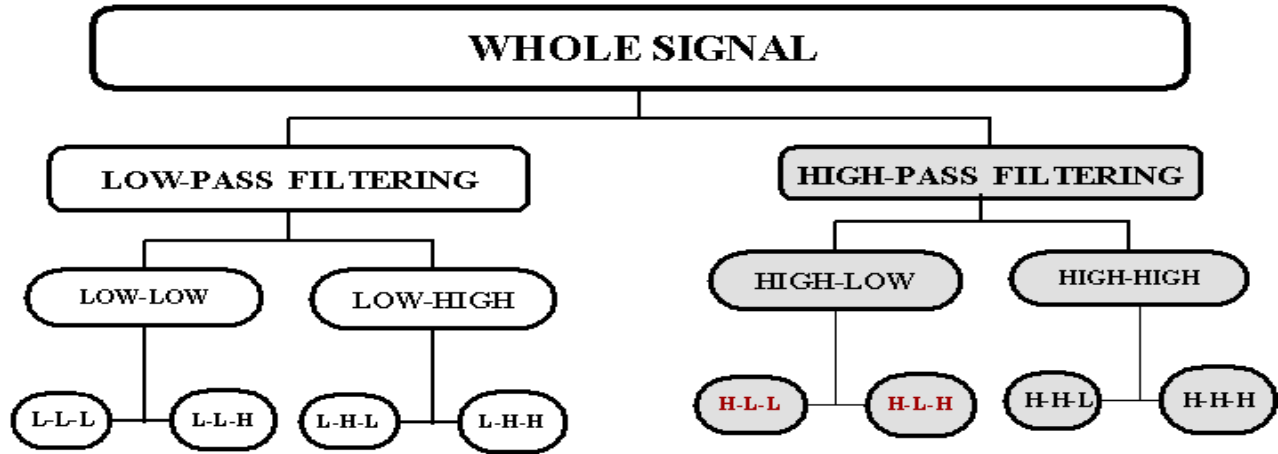 WHOLE SIGNAL
LOW-PASS FILTERING
HIGH-PASS FILTERING
LOW-LOW
LOW-HIGH
HIGH-LOW
HIGH-HIGH
L-L-L
L-L-H
L-H-L
L-H-H
H-L-L
H-L-H
H-H-L
H-H-H